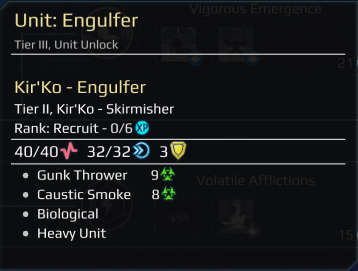 Vigorous Emergence
Unit: Engulfer
Tier III, Unit Unlock
Kir'Ko - Engulfer
Tier II, Kir'Ko - Skirmisher
Rank: Recruit - 0/6 XP
40/40 32/32 3
Gunk Thrower 9
Caustic Smoke 8
Volatile Afflictions
Biological
Heavy Unit